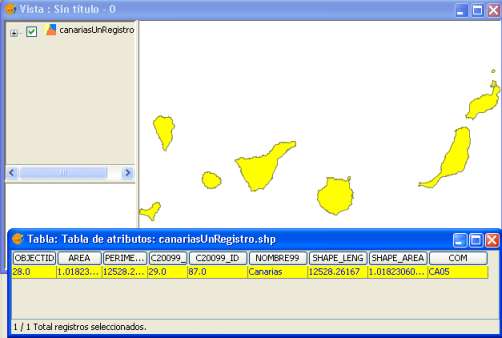 Vista : Sin título - 0
canariasUnRegistro
Tabla: Tabla de atributos: canariasUnRegistro.shp
OBJECTID AREA PERIME... C20099_ C20099_ID NOMBRE99 SHAPE_LENG SHAPE_AREA COM
28.0 1.01823... 12528.2... 29.0 87.0 Canarias 12528.26167 1.01823060... CA05
1 / 1 Total registros seleccionados.